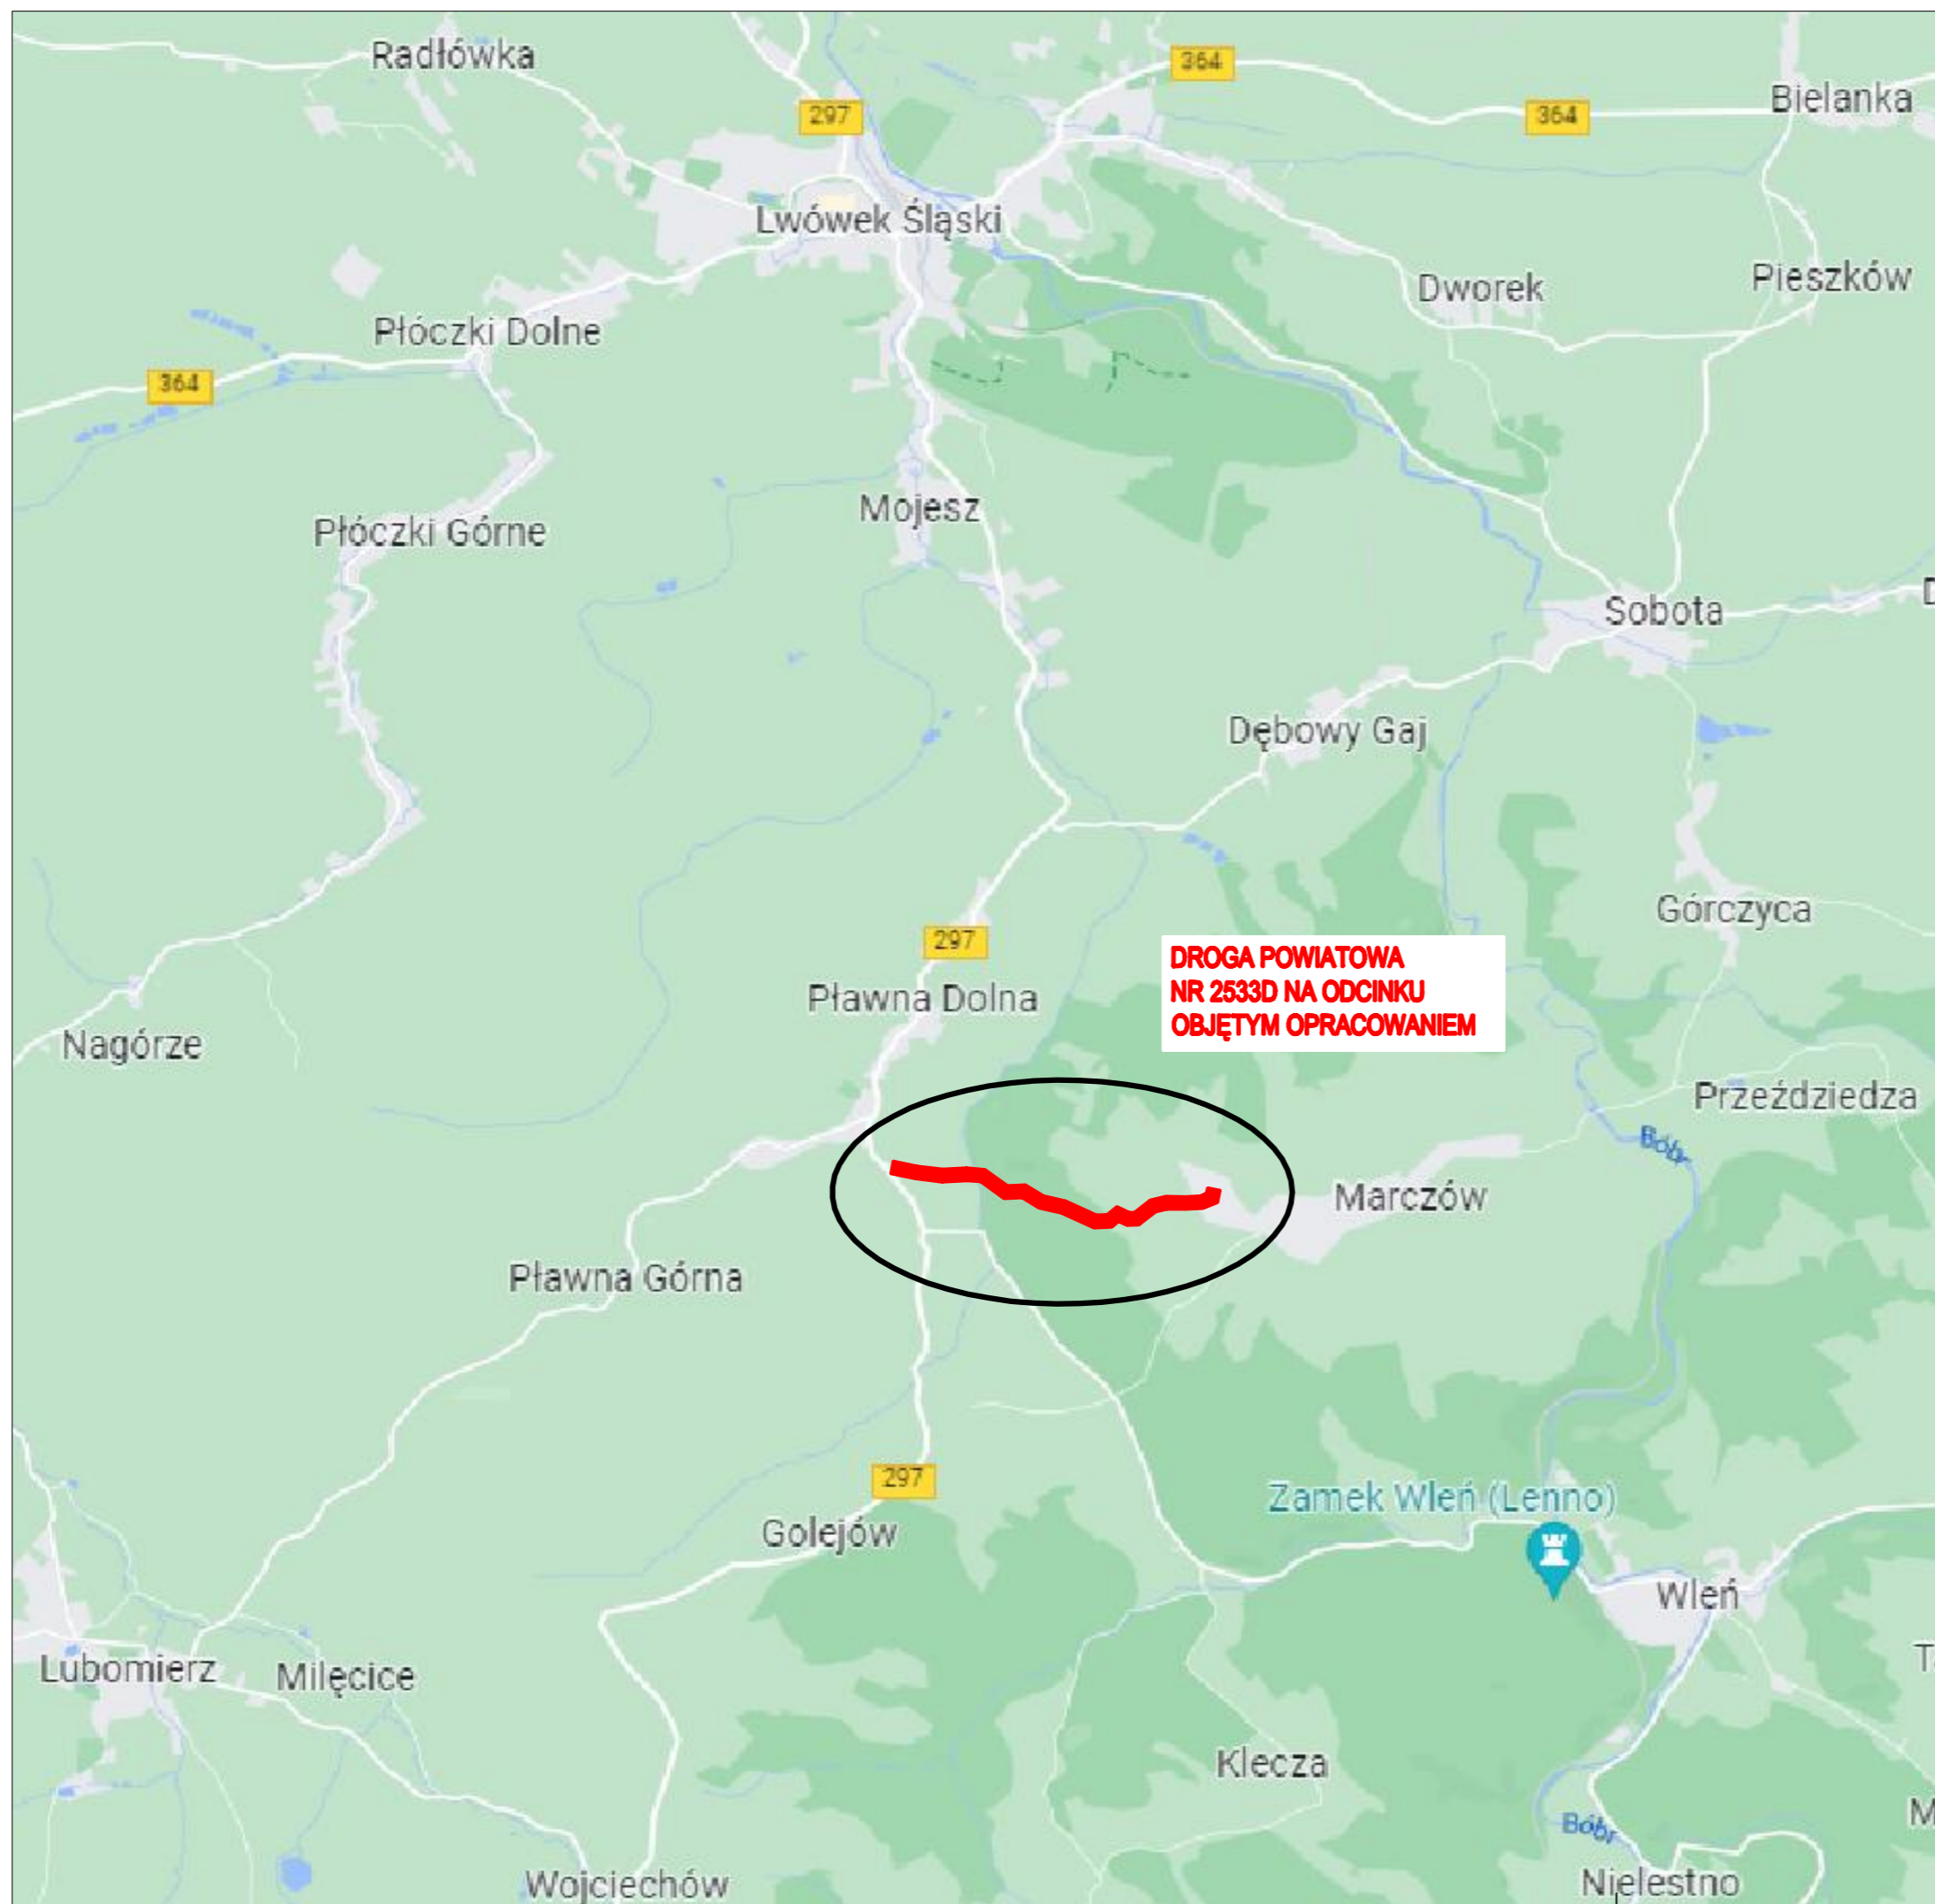 Radłówka
364
297
364
Bielanka
Lwówek Śląski
Dworek
Pieszków
Płóczki Dolne
364
Mojesz
Płóczki Górne
Sobota
Dębowy Gaj
Górczyca
297
DROGA POWIATOWA
NR 2533D NA ODCINKU
OBJĘTYM OPRACOWANIEM
Pławna Dolna
Nagórze
Przeździedza
Bóbr
Marczów
Pławna Górna
297
Zamek Wleń (Lenno)
Golejów
Wleń
Lubomierz
Milęcice
Klecza
Bóbr
Wojciechów
Nielestno